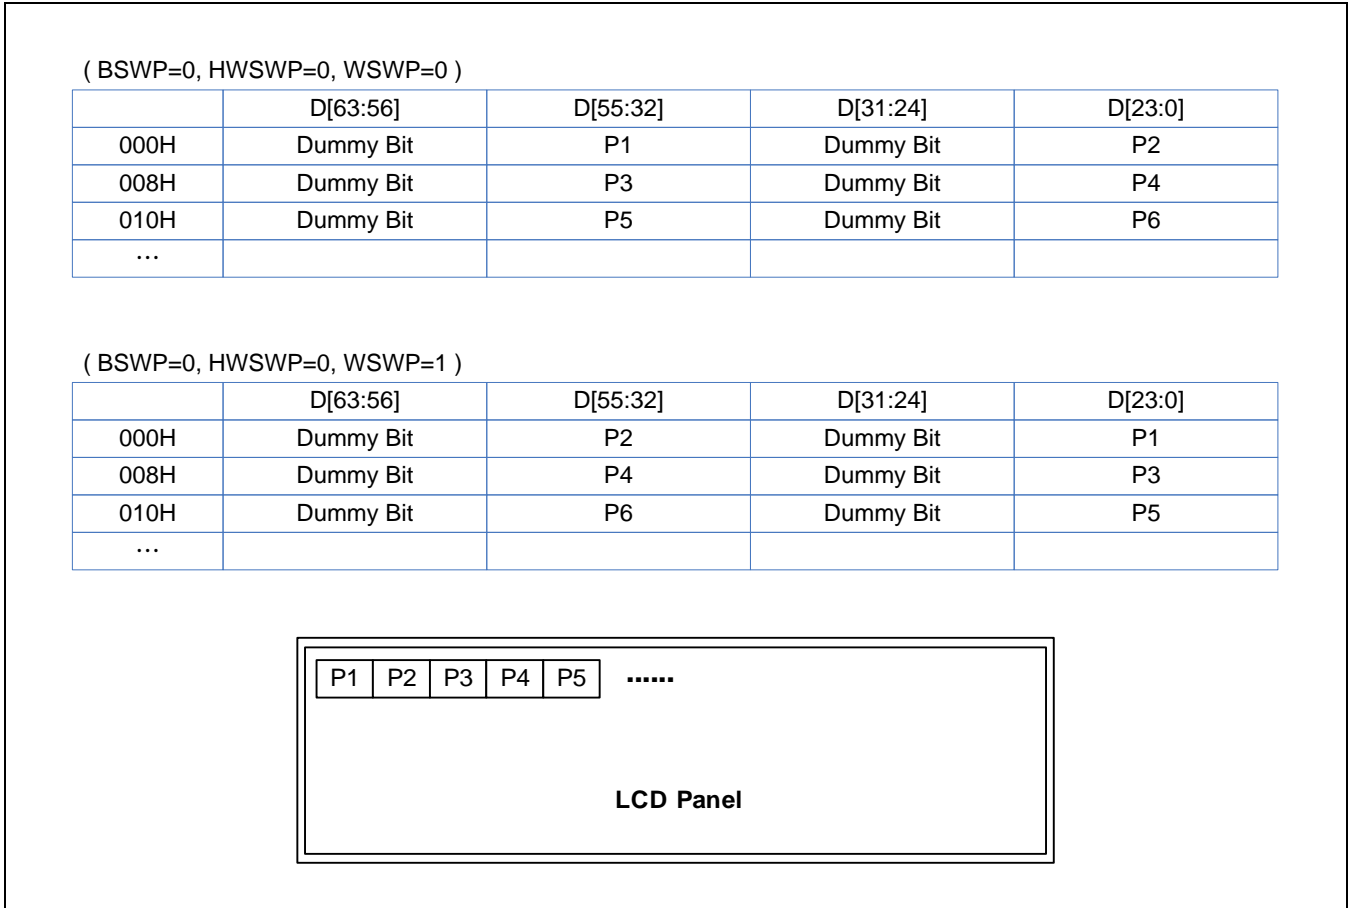 ( BSWP=0, HWSWP=0, WSWP=0 )
D[63:56] D[55:32] D[31:24] D[23:0]
000H Dummy Bit P1 Dummy Bit P2
008H Dummy Bit P3 Dummy Bit P4
010H Dummy Bit P5 Dummy Bit P6
...
( BSWP=0, HWSWP=0, WSWP=1 )
D[63:56] D[55:32] D[31:24] D[23:0]
000H Dummy Bit P2 Dummy Bit P1
008H Dummy Bit P4 Dummy Bit P3
010H Dummy Bit P6 Dummy Bit P5
...
P1 P2 P3 P4 P5 ......
LCD Panel